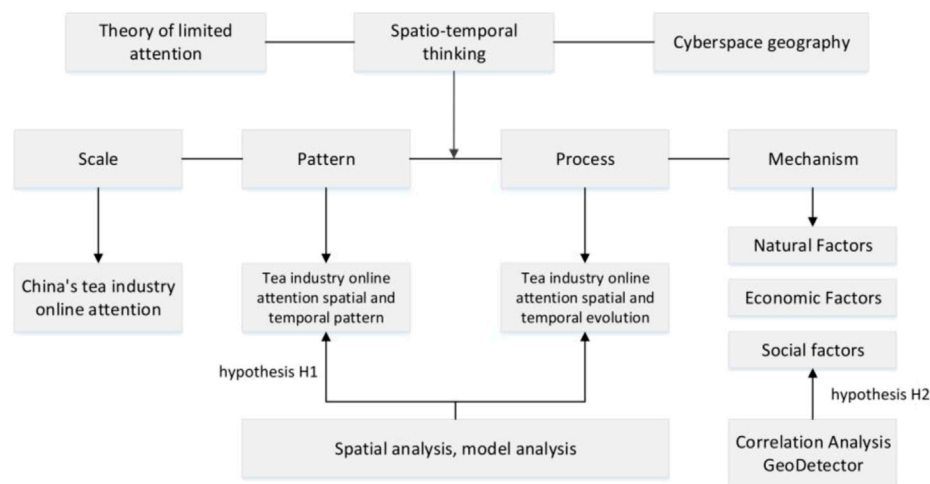 Theory of limited
attention
Spatio-temporal
thinking
Cyberspace geography
Scale
Pattern
Process
Mechanism
China's tea industry
online attention
Tea industry online
attention spatial and
temporal pattern
Tea industry online
attention spatial and
temporal evolution
Natural Factors
Economic Factors
Social factors
hypothesis H1
hypothesis H2
Spatial analysis, model analysis
Correlation Analysis
GeoDetector